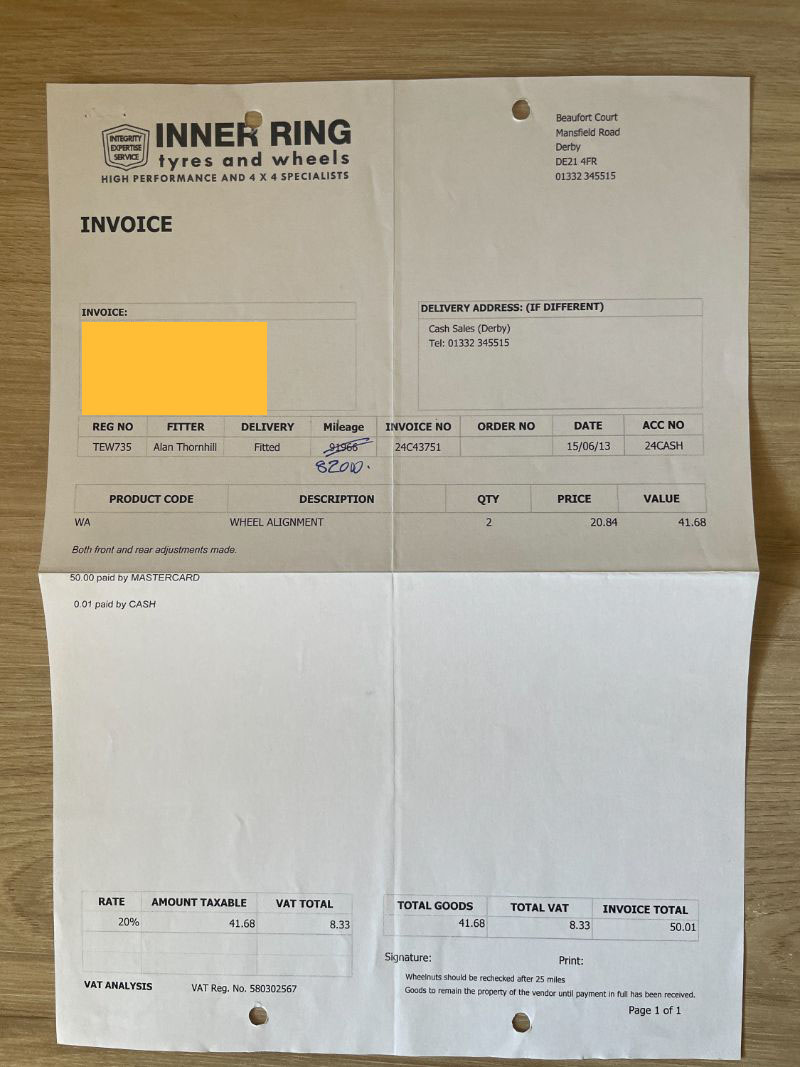 INTEGRITY
EXPERTISE
SERVICE
INNER RING
tyres and wheels
HIGH PERFORMANCE AND 4 X 4 SPECIALISTS
Beaufort Court
Mansfield Road
Derby
DE21 4FR
01332 345515
INVOICE
INVOICE:
DELIVERY ADDRESS: (IF DIFFERENT)
Cash Sales (Derby)
Tel: 01332 345515
REG NO FITTER DELIVERY Mileage INVOICE NO ORDER NO DATE ACC NO
TEW735 Alan Thornhill Fitted 91966 24C43751 15/06/13 24CASH
82000.
PRODUCT CODE DESCRIPTION QTY PRICE VALUE
WA WHEEL ALIGNMENT 2 20.84 41.68
Both front and rear adjustments made.
50.00 paid by MASTERCARD
0.01 paid by CASH
RATE AMOUNT TAXABLE VAT TOTAL TOTAL GOODS TOTAL VAT INVOICE TOTAL
20% 41.68 8.33 41.68 8.33 50.01
Signature: Print:
Wheelnuts should be rechecked after 25 miles
VAT ANALYSIS VAT Reg. No. 580302567 Goods to remain the property of the vendor until payment in full has been received.
Page 1 of 1